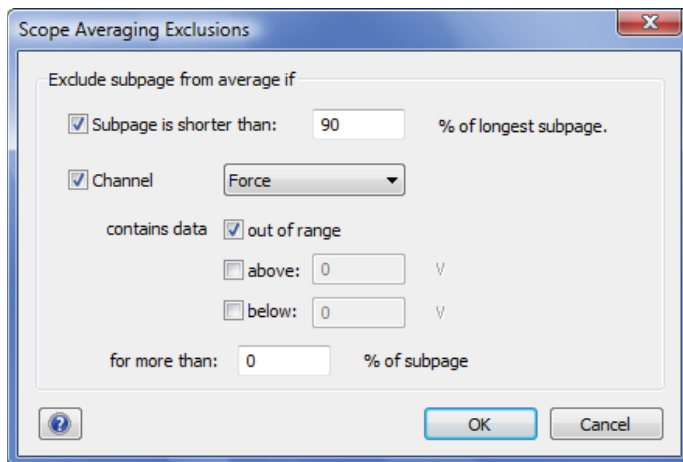 Scope Averaging Exclusions
Exclude subpage from average if
Subpage is shorter than: 90 % of longest subpage.
Channel Force
contains data out of range
above: 0 V
below: 0 V
for more than: 0 % of subpage
? OK Cancel